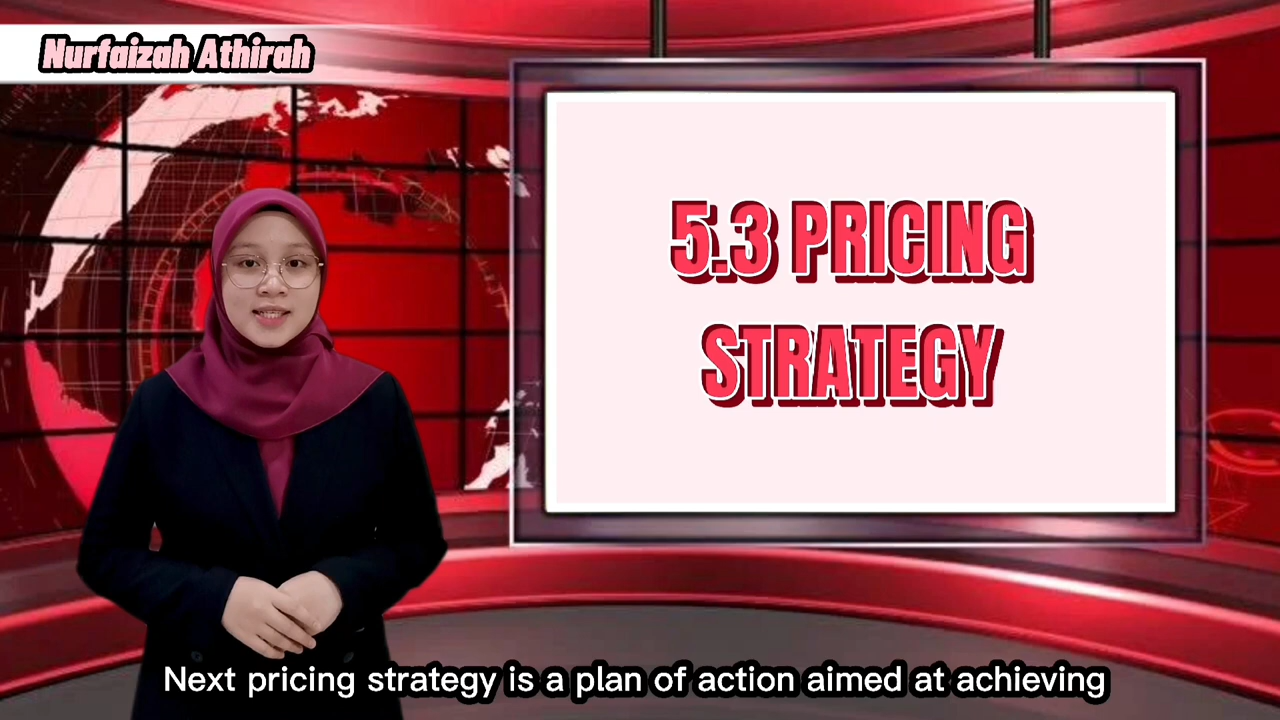 Nurfaizah Athirah
5.3 PRICING
STRATEGY
Next pricing strategy is a plan of action aimed at achieving